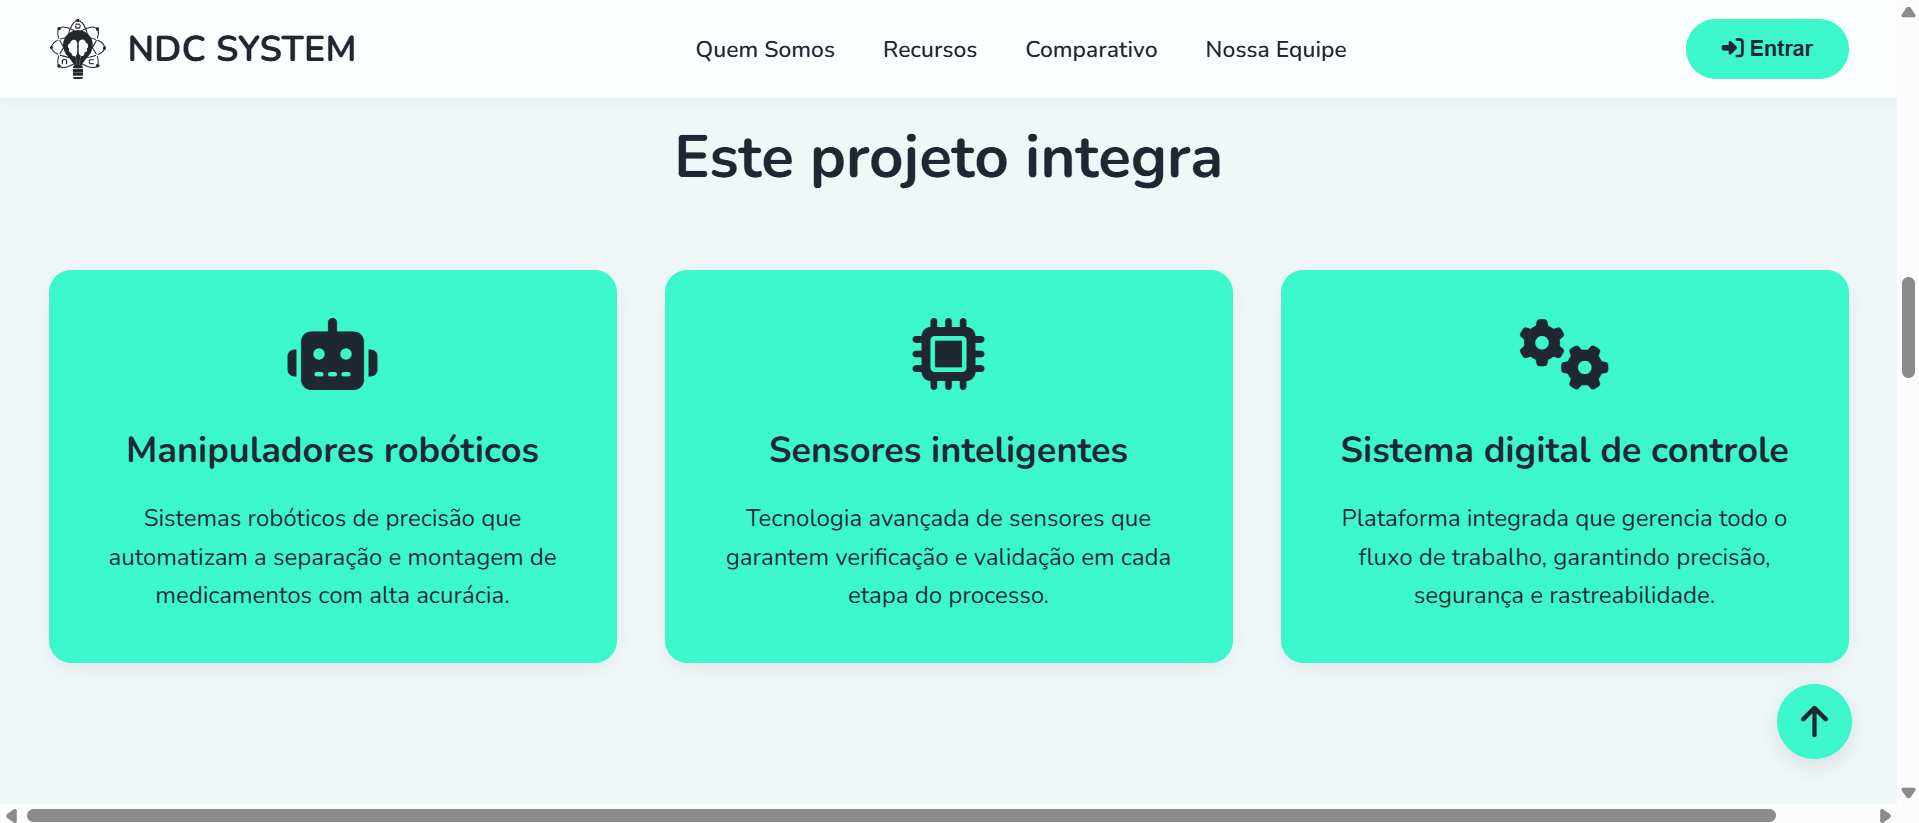 NDC SYSTEM
Quem Somos
Recursos
Comparativo
Nossa Equipe
Entrar
Este projeto integra
Manipuladores robóticos
Sistemas robóticos de precisão que
automatizam a separação e montagem de
medicamentos com alta acurácia.
Sensores inteligentes
Tecnologia avançada de sensores que
garantem verificação e validação em cada
etapa do processo.
Sistema digital de controle
Plataforma integrada que gerencia todo o
fluxo de trabalho, garantindo precisão,
segurança e rastreabilidade.